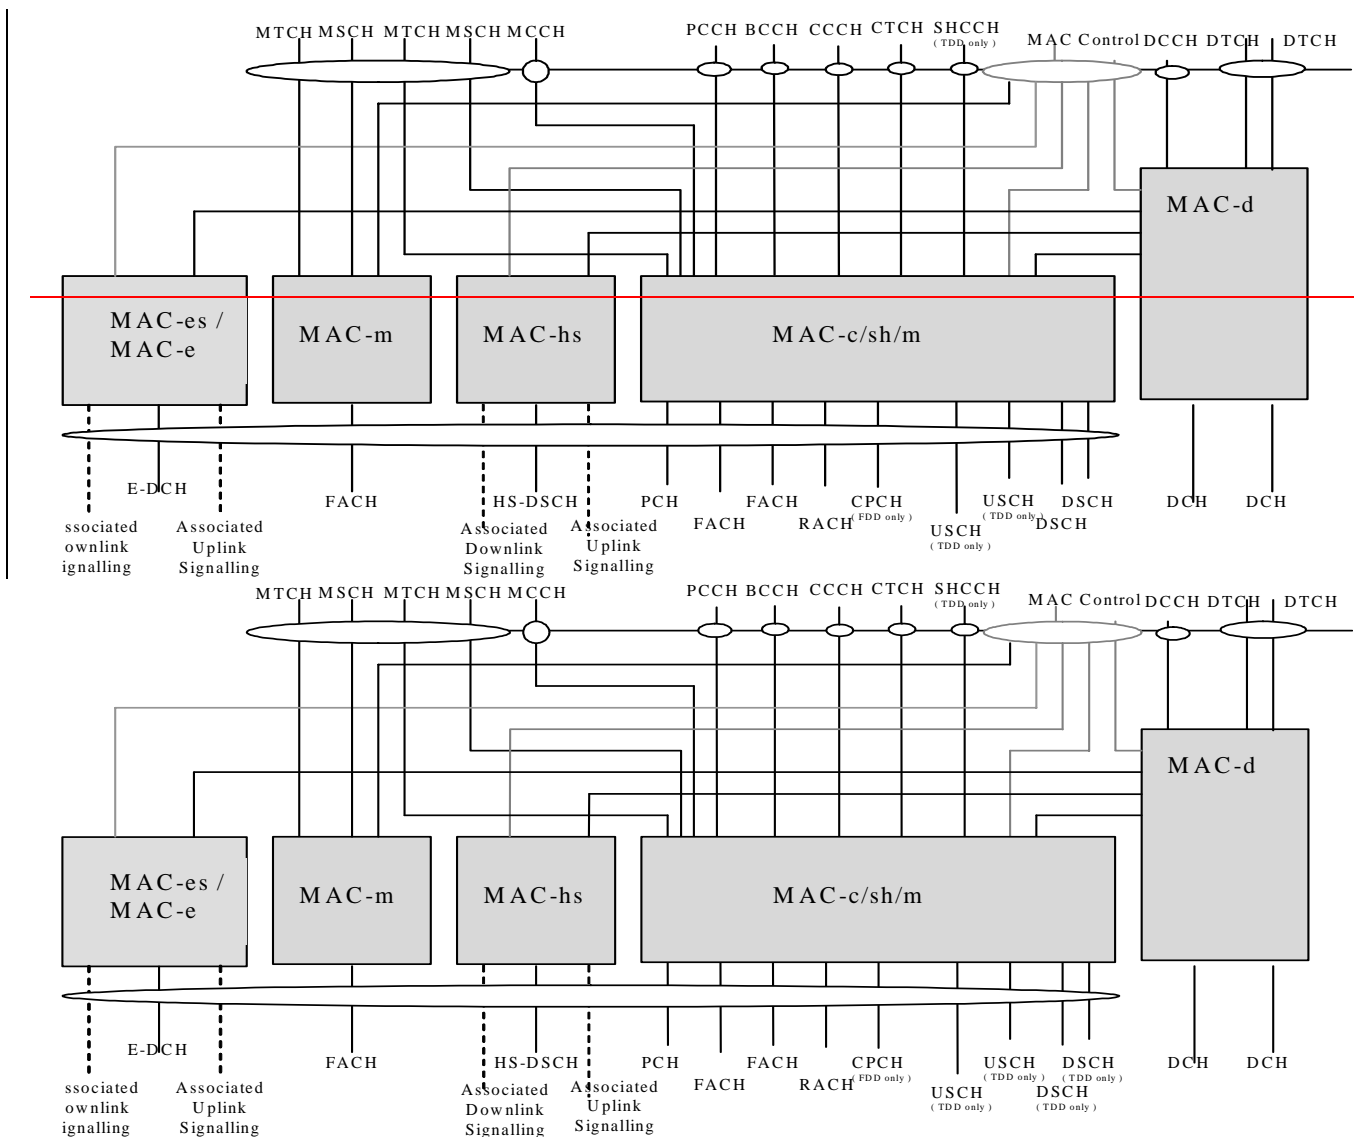 MTCH MSCH MTCH MSCH MCCH PCCH BCCH CCCH CTCH SHCCH MAC Control DCCH DTCH DTCH
( TDD only )
MAC-d
MAC-es / MAC-m MAC-hs MAC-c/sh/m
MAC-e
E-DCH FACH HS-DSCH PCH FACH CPCH USCH DSCH DCH DCH
( FDD only ) ( TDD only )
ssociated Associated Associated Associated FACH RACH USCH DSCH
ownlink Uplink Downlink Uplink ( TDD only )
ignalling Signalling Signalling Signalling
MTCH MSCH MTCH MSCH MCCH PCCH BCCH CCCH CTCH SHCCH MAC Control DCCH DTCH DTCH
( TDD only )
MAC-d
MAC-es / MAC-m MAC-hs MAC-c/sh/m
MAC-e
E-DCH FACH HS-DSCH PCH FACH CPCH USCH DSCH DCH DCH
( FDD only ) ( TDD only ) ( TDD only )
ssociated Associated Associated Associated FACH RACH USCH DSCH
ownlink Uplink Downlink Uplink ( TDD only ) ( TDD only )
ignalling Signalling Signalling Signalling